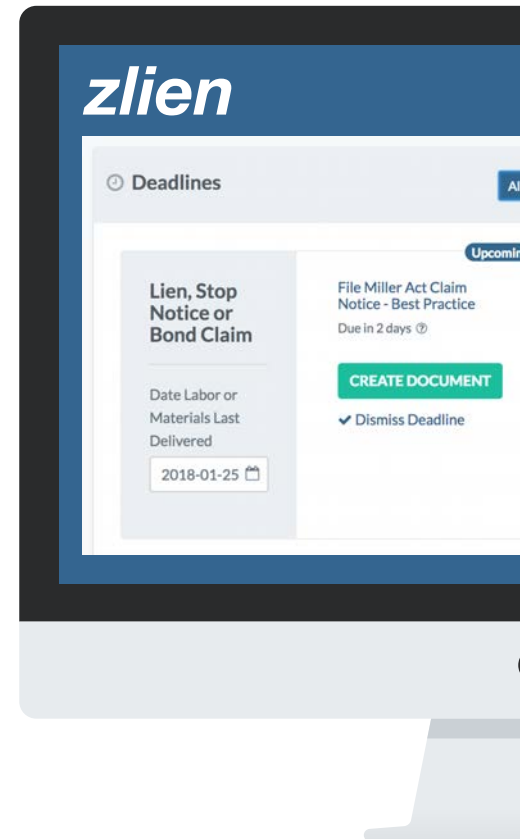 zlien
Deadlines
Upcomin
Lien, Stop
Notice or
Bond Claim
Date Labor or
Materials Last
Delivered
2018-01-25
File Miller Act Claim
Notice - Best Practice
Due in 2 days
CREATE DOCUMENT
Dismiss Deadline